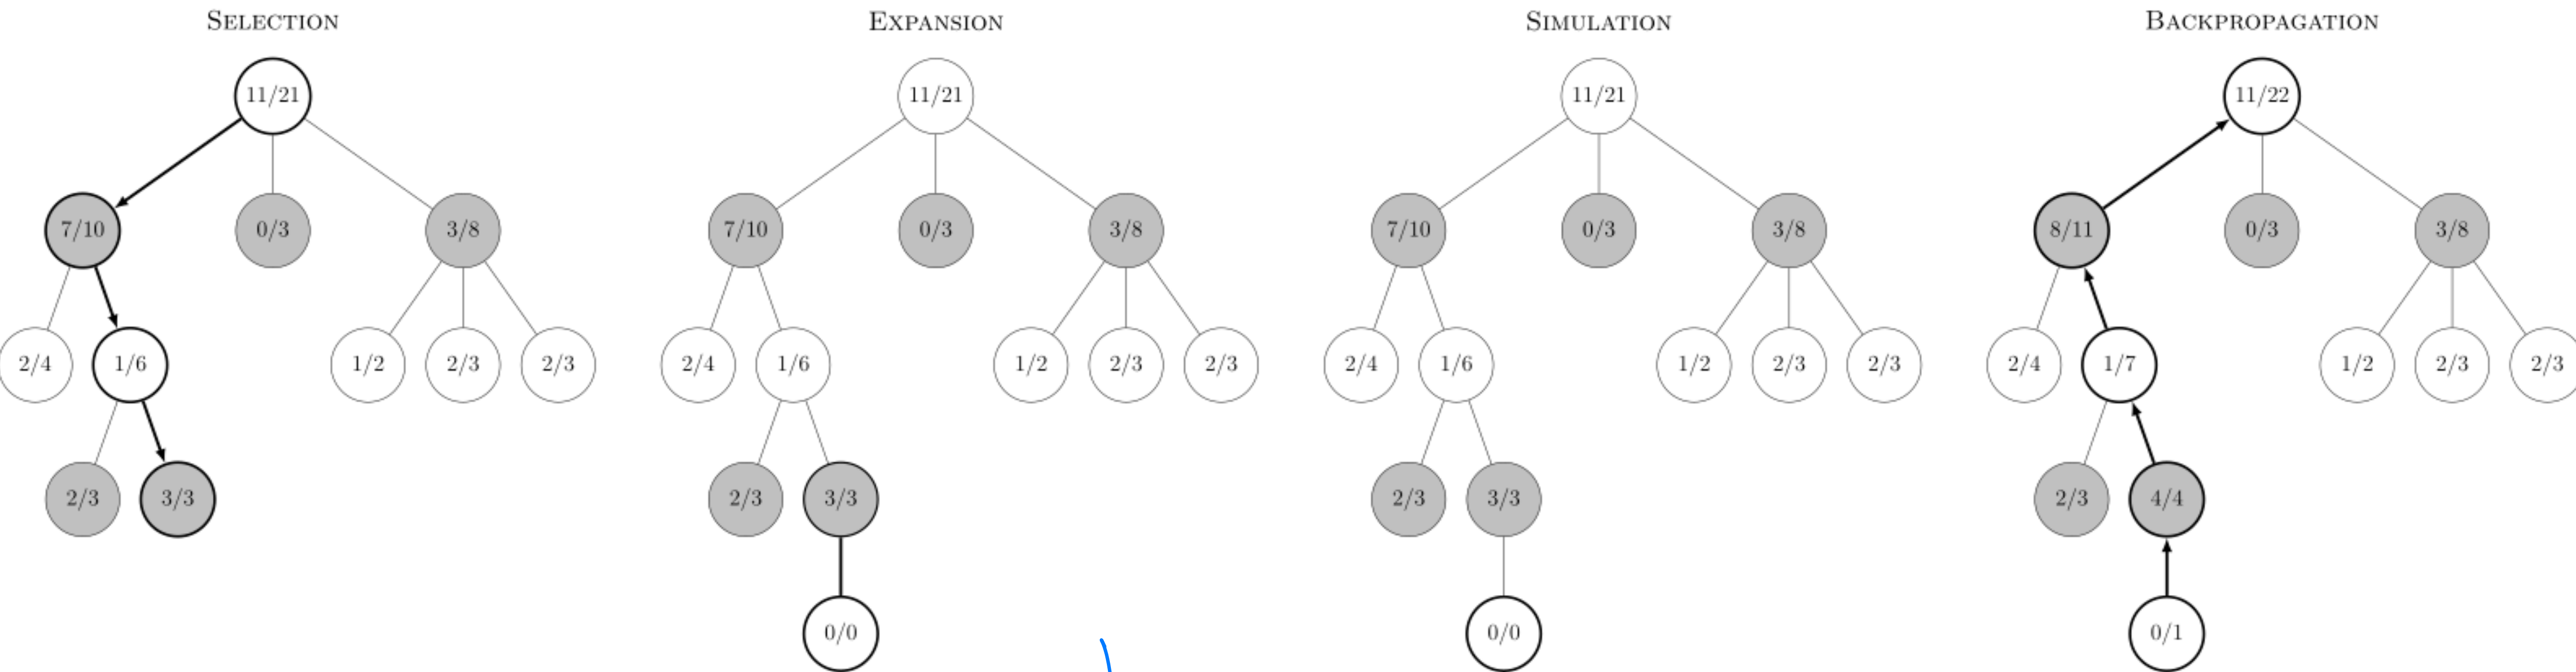 SELECTION EXPANSION SIMULATION BACKPROPAGATION
11/21 11/21 11/21 11/22
7/10 0/3 3/8 7/10 0/3 3/8 7/10 0/3 3/8 8/11 0/3 3/8
2/4 1/6 1/2 2/3 2/3 2/4 1/6 1/2 2/3 2/3 2/4 1/6 1/2 2/3 2/3 2/4 1/7 1/2 2/3 2/3
2/3 3/3 2/3 3/3 2/3 3/3 2/3 4/4
0/0 0/0 0/1